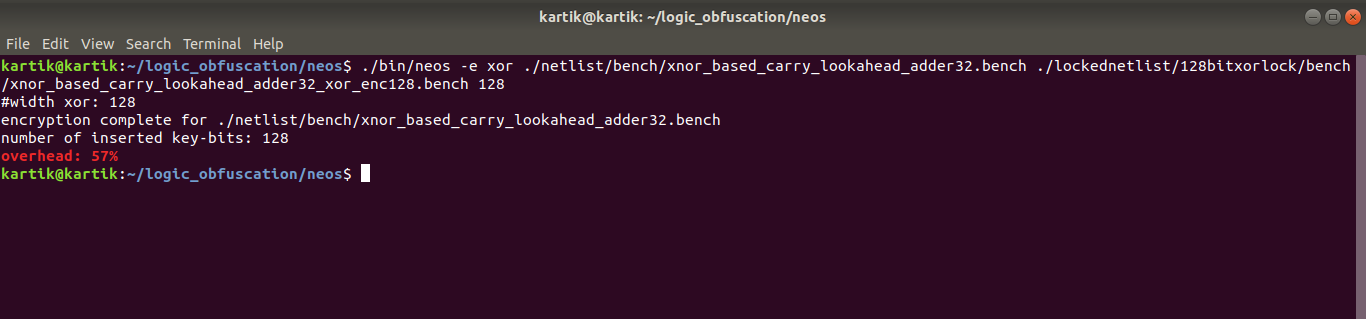 kartik@kartik: ~/logic_obfuscation/neos
File Edit View Search Terminal Help
kartik@kartik:~/logic_obfuscation/neos$ ./bin/neos -e xor ./netlist/bench/xnor_based_carry_lookahead_adder32.bench ./lockednetlist/128bitxorlock/bench
/xnor_based_carry_lookahead_adder32_xor_enc128.bench 128
#width xor: 128
encryption complete for ./netlist/bench/xnor_based_carry_lookahead_adder32.bench
number of inserted key-bits: 128
overhead: 57%
kartik@kartik:~/logic_obfuscation/neos$